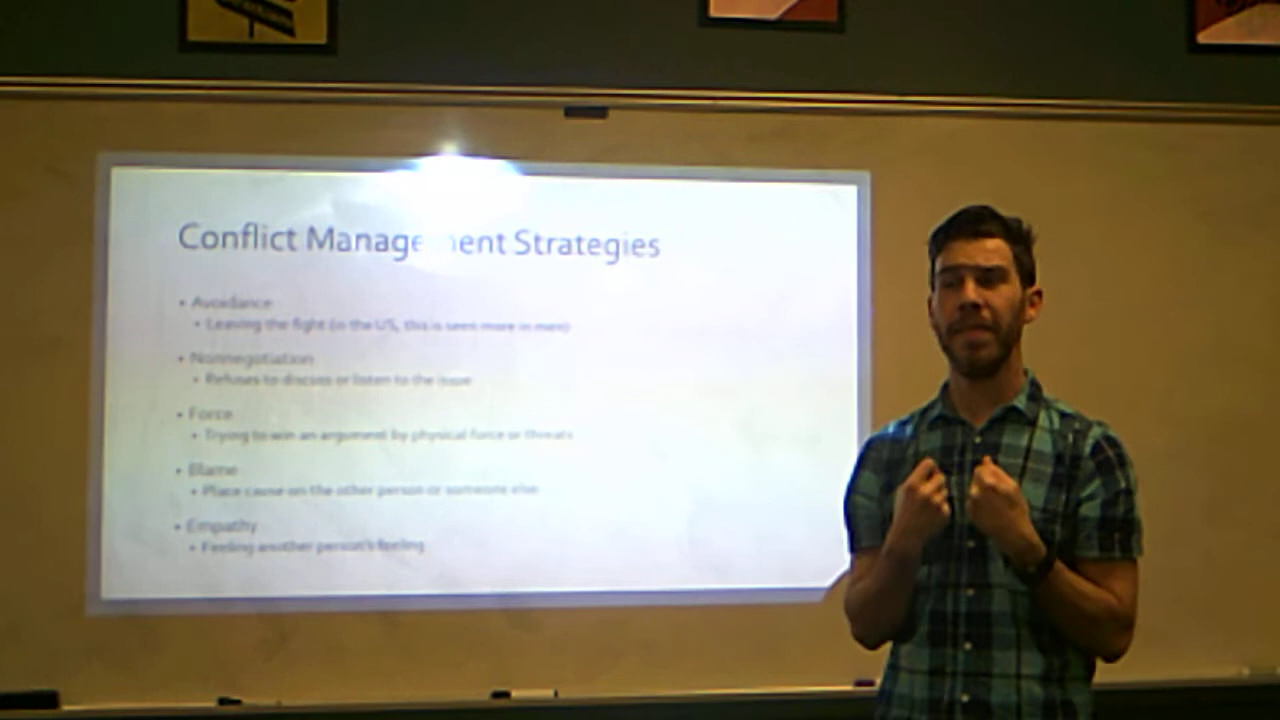 Conflict Manage ent Strategies
• Avoidance
• Leaving the fight (in the US, this is seen more in men)
• Nonnegotiation
• Refuses to discuss or listen to the issue
• Force
• Trying to win an argument by physical force or threats
• Blame
• Place cause on the other person or someone else
• Empathy
• Feeling another person's feeling